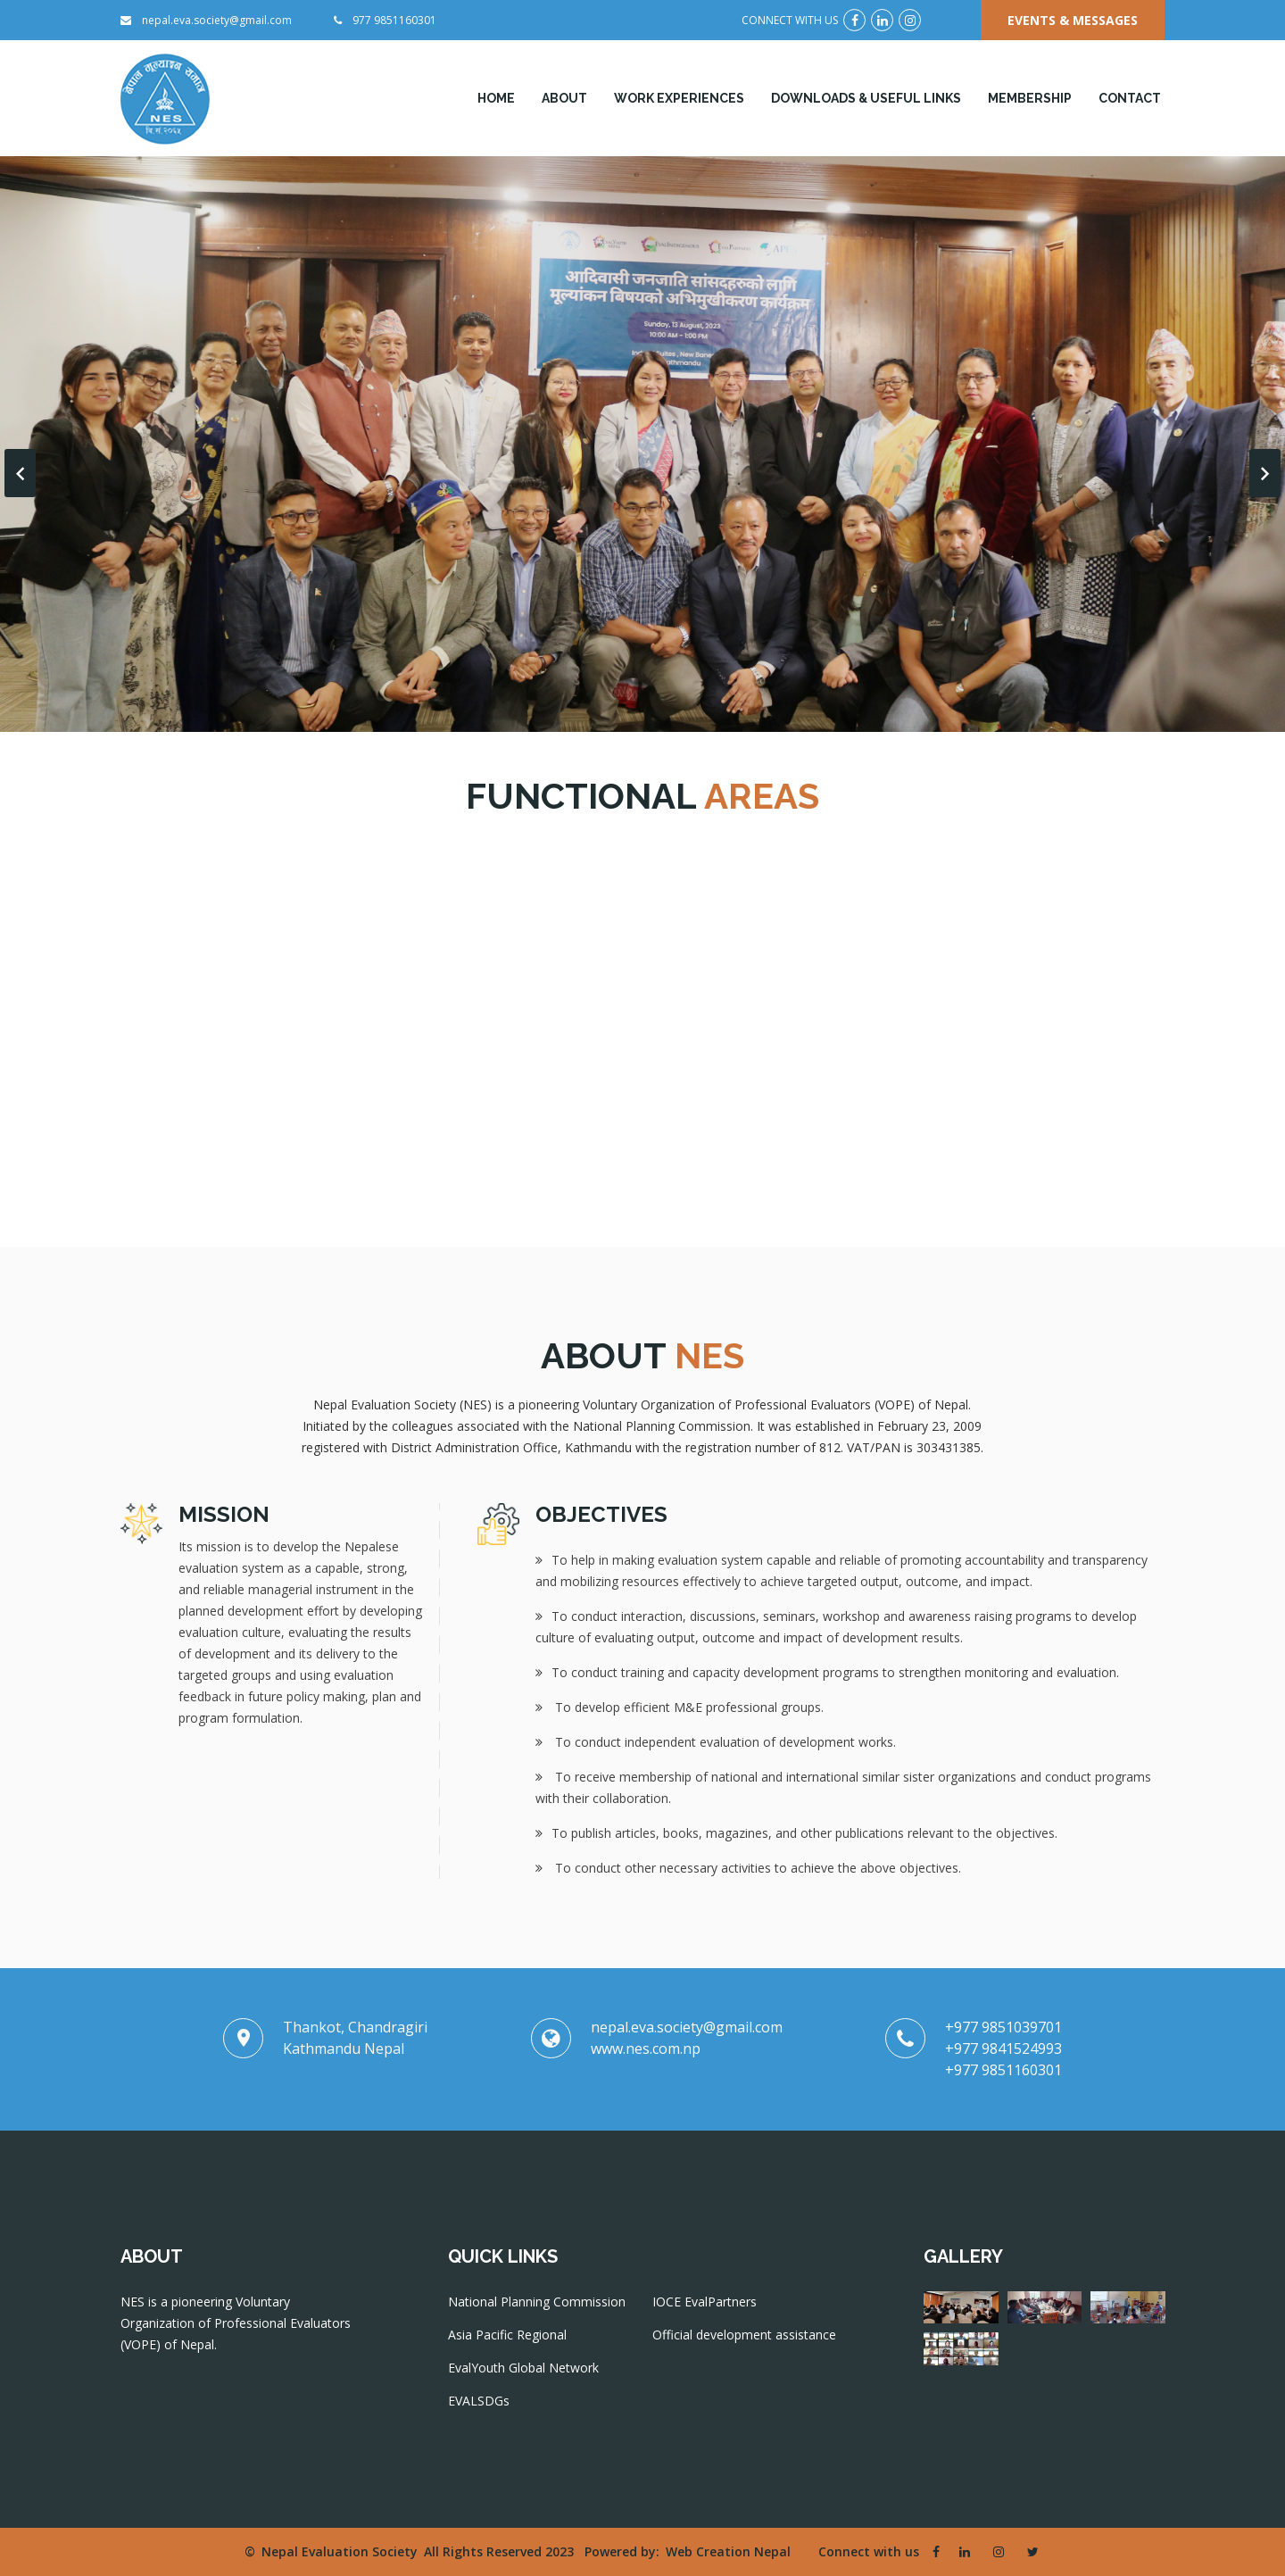 nepal.eva.society@gmail.com 977 9851160301 CONNECT WITH US EVENTS & MESSAGES
नेपाल मूल्याङ्कन समाज
NES
वि.सं.२०६५
HOME ABOUT WORK EXPERIENCES DOWNLOADS & USEFUL LINKS MEMBERSHIP CONTACT
आदिवासी जनजाति सांसदहरुको लागि
मूल्यांकन बिषयको अभिमुखीकरण कार्यक्रम
Sunday, 13 August, 2023
10:00 AM - 1:00 PM
FUNCTIONAL AREAS
ABOUT NES
Nepal Evaluation Society (NES) is a pioneering Voluntary Organization of Professional Evaluators (VOPE) of Nepal.
Initiated by the colleagues associated with the National Planning Commission. It was established in February 23, 2009
registered with District Administration Office, Kathmandu with the registration number of 812. VAT/PAN is 303431385.
MISSION
Its mission is to develop the Nepalese
evaluation system as a capable, strong,
and reliable managerial instrument in the
planned development effort by developing
evaluation culture, evaluating the results
of development and its delivery to the
targeted groups and using evaluation
feedback in future policy making, plan and
program formulation.
OBJECTIVES
» To help in making evaluation system capable and reliable of promoting accountability and transparency
and mobilizing resources effectively to achieve targeted output, outcome, and impact.
» To conduct interaction, discussions, seminars, workshop and awareness raising programs to develop
culture of evaluating output, outcome and impact of development results.
» To conduct training and capacity development programs to strengthen monitoring and evaluation.
» To develop efficient M&E professional groups.
» To conduct independent evaluation of development works.
» To receive membership of national and international similar sister organizations and conduct programs
with their collaboration.
» To publish articles, books, magazines, and other publications relevant to the objectives.
» To conduct other necessary activities to achieve the above objectives.
Thankot, Chandragiri
Kathmandu Nepal
nepal.eva.society@gmail.com
www.nes.com.np
+977 9851039701
+977 9841524993
+977 9851160301
ABOUT
NES is a pioneering Voluntary
Organization of Professional Evaluators
(VOPE) of Nepal.
QUICK LINKS
National Planning Commission
Asia Pacific Regional
EvalYouth Global Network
EVALSDGs
IOCE EvalPartners
Official development assistance
GALLERY
© Nepal Evaluation Society All Rights Reserved 2023 Powered by: Web Creation Nepal Connect with us